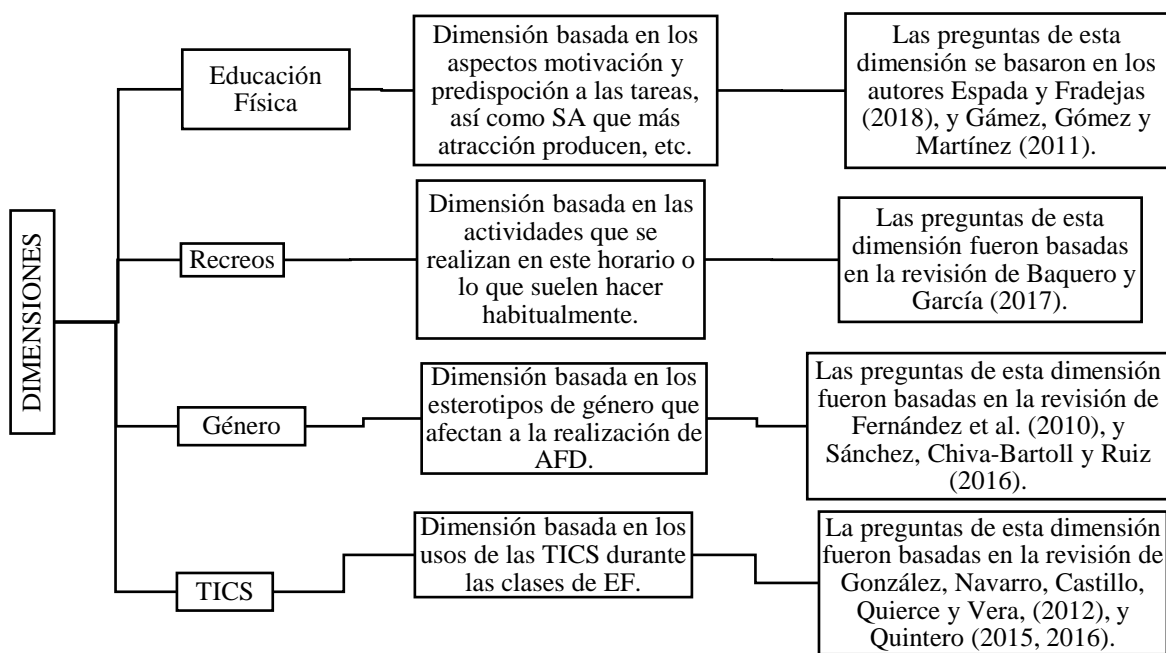 DIMENSIONES
Educación
Física
Dimensión basada en los
aspectos motivación y
predispoción a las tareas,
así como SA que más
atracción producen, etc.
Las preguntas de esta
dimensión se basaron en los
autores Espada y Fradejas
(2018), y Gámez, Gómez y
Martínez (2011).
Recreos
Dimensión basada en las
actividades que se
realizan en este horario o
lo que suelen hacer
habitualmente.
Las preguntas de esta
dimensión fueron basadas
en la revisión de Baquero y
García (2017).
Género
Dimensión basada en los
esterotipos de género que
afectan a la realización de
AFD.
Las preguntas de esta dimensión
fueron basadas en la revisión de
Fernández et al. (2010), y
Sánchez, Chiva-Bartoll y Ruiz
(2016).
TICS
Dimensión basada en los
usos de las TICS durante
las clases de EF.
La preguntas de esta dimensión
fueron basadas en la revisión de
González, Navarro, Castillo,
Quierce y Vera, (2012), y
Quintero (2015, 2016).